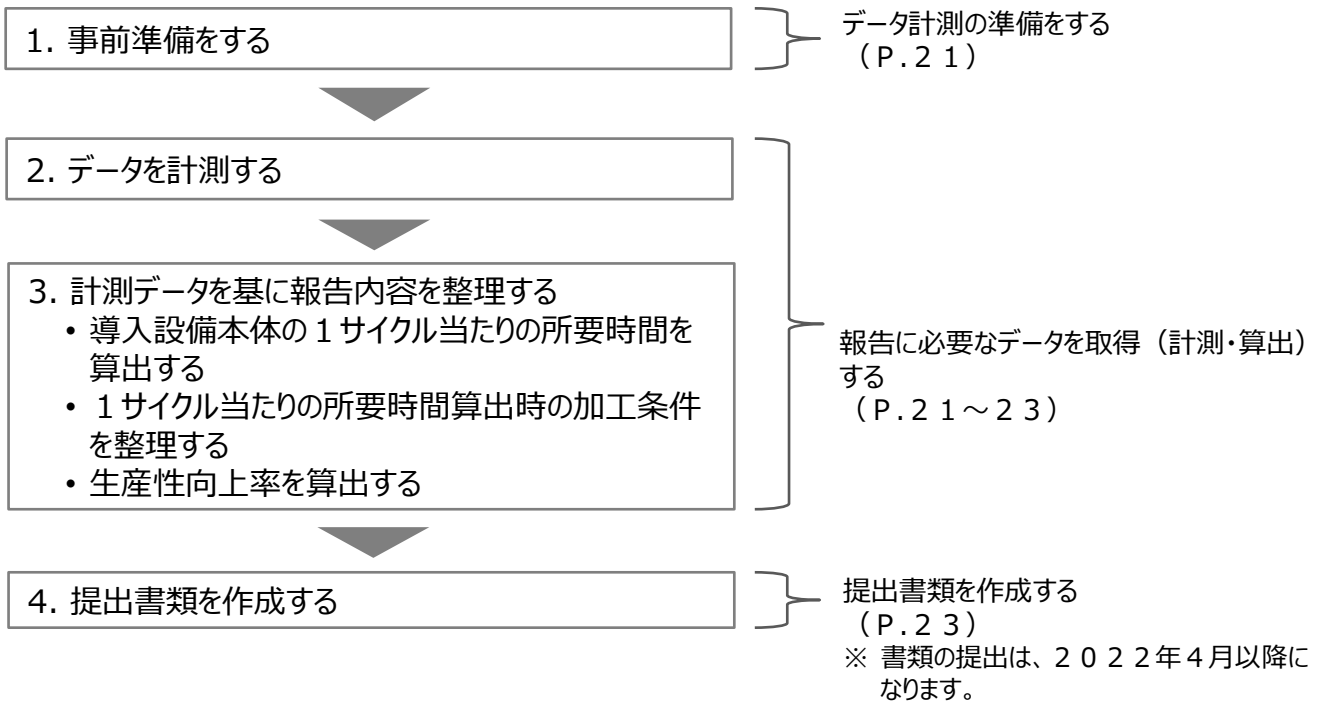 1. 事前準備をする
データ計測の準備をする
（Ｐ.２１）
2. データを計測する
3. 計測データを基に報告内容を整理する
• 導入設備本体の１サイクル当たりの所要時間を
算出する
• １サイクル当たりの所要時間算出時の加工条件
を整理する
• 生産性向上率を算出する
報告に必要なデータを取得（計測・算出）
する
（Ｐ.２１～２３）
4. 提出書類を作成する
提出書類を作成する
（Ｐ.２３）
※ 書類の提出は、２０２２年４月以降に
なります。